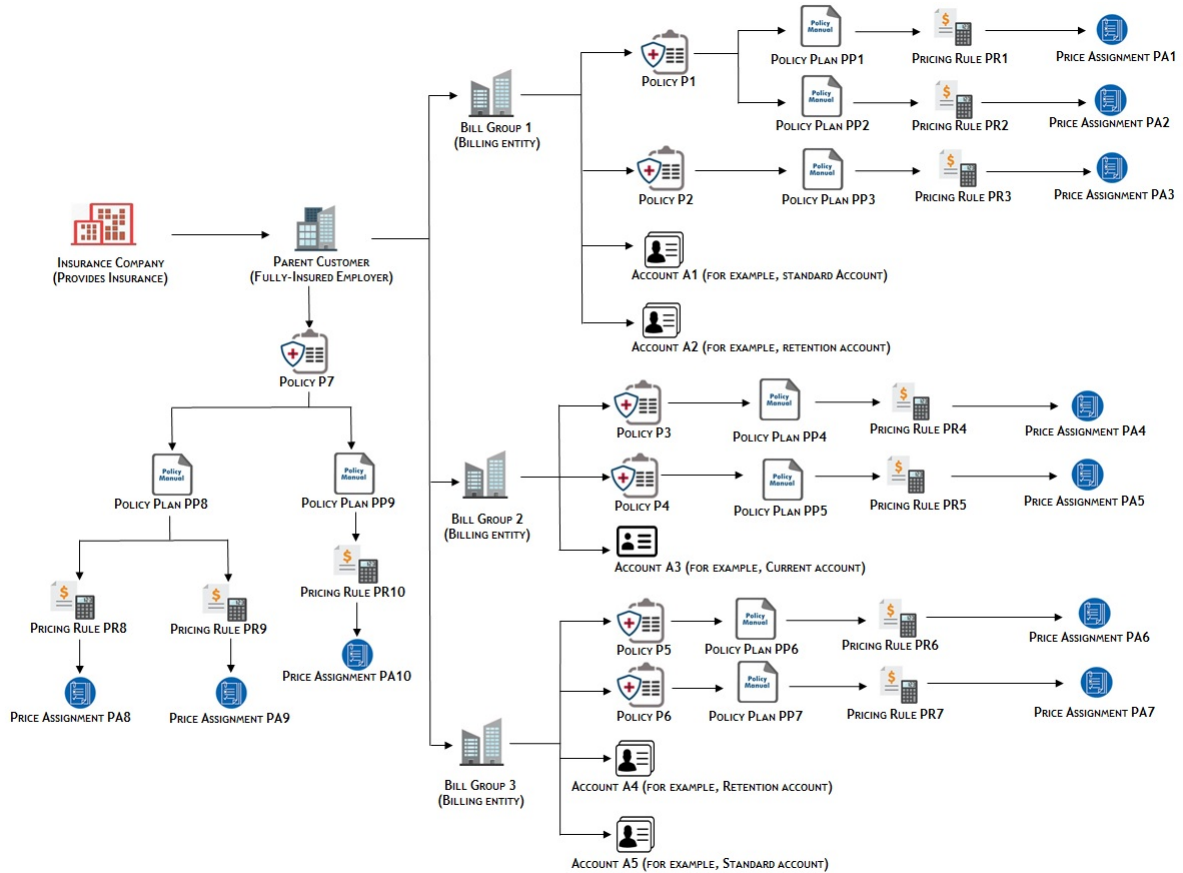 Policy Manual
POLICY P1
POLICY PLAN PP1
PRICING RULE PR1
PRICE ASSIGNMENT PA1
Policy Manual
BILL GROUP 1
(BILLING ENTITY)
POLICY PLAN PP2
PRICING RULE PR2
PRICE ASSIGNMENT PA2
Policy Manual
POLICY P2
POLICY PLAN PP3
PRICING RULE PR3
PRICE ASSIGNMENT PA3
INSURANCE COMPANY
(PROVIDES INSURANCE)
PARENT CUSTOMER
(FULLY-INSURED EMPLOYER)
ACCOUNT A1 (FOR EXAMPLE, STANDARD ACCOUNT)
ACCOUNT A2 (FOR EXAMPLE, RETENTION ACCOUNT)
POLICY P7
Policy Manual
POLICY P3
POLICY PLAN PP4
PRICING RULE PR4
PRICE ASSIGNMENT PA4
Policy Manual
POLICY P4
POLICY PLAN PP5
PRICING RULE PR5
PRICE ASSIGNMENT PA5
BILL GROUP 2
(BILLING ENTITY)
ACCOUNT A3 (FOR EXAMPLE, CURRENT ACCOUNT)
Policy Manual
POLICY PLAN PP8
Policy Manual
POLICY PLAN PP9
PRICING RULE PR10
PRICING RULE PR8
PRICING RULE PR9
PRICE ASSIGNMENT PA10
PRICE ASSIGNMENT PA8
PRICE ASSIGNMENT PA9
Policy Manual
POLICY P5
POLICY PLAN PP6
PRICING RULE PR6
PRICE ASSIGNMENT PA6
Policy Manual
POLICY P6
POLICY PLAN PP7
PRICING RULE PR7
PRICE ASSIGNMENT PA7
BILL GROUP 3
(BILLING ENTITY)
ACCOUNT A4 (FOR EXAMPLE, RETENTION ACCOUNT)
ACCOUNT A5 (FOR EXAMPLE, STANDARD ACCOUNT)